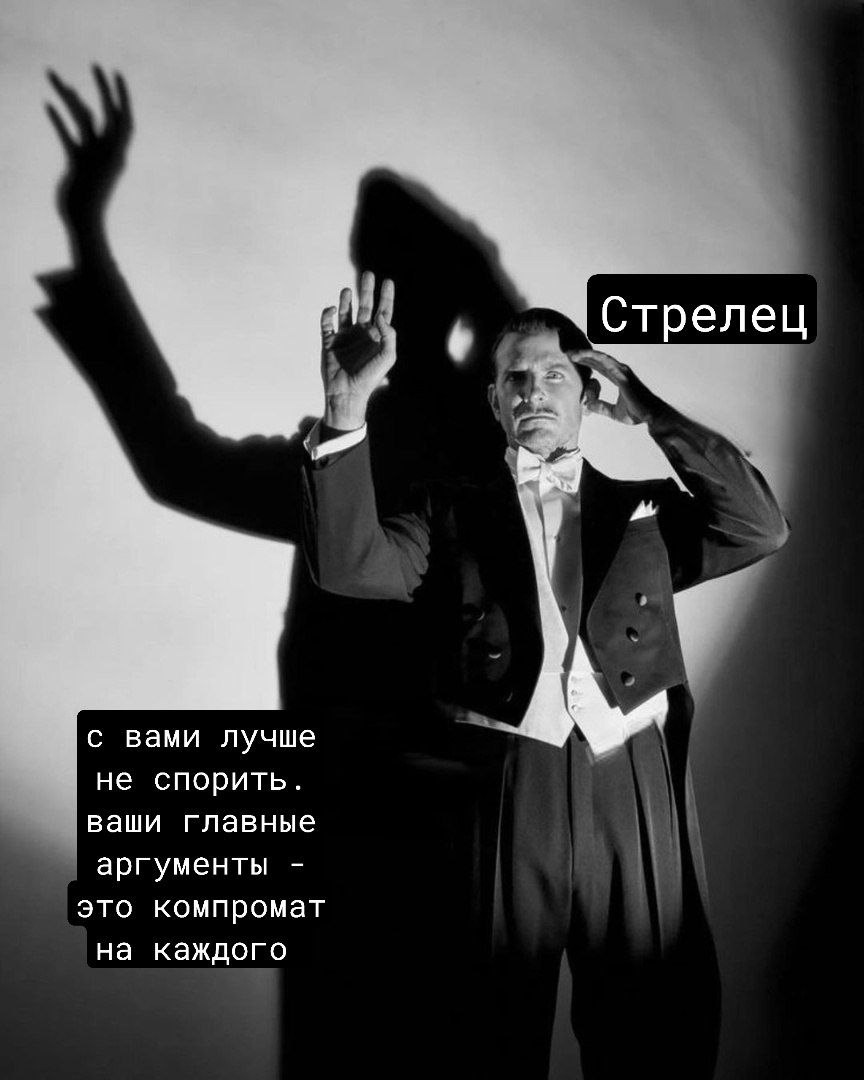 Стрелец
с вами лучше
не спорить.
ваши главные
аргументы -
это компромат
на каждого